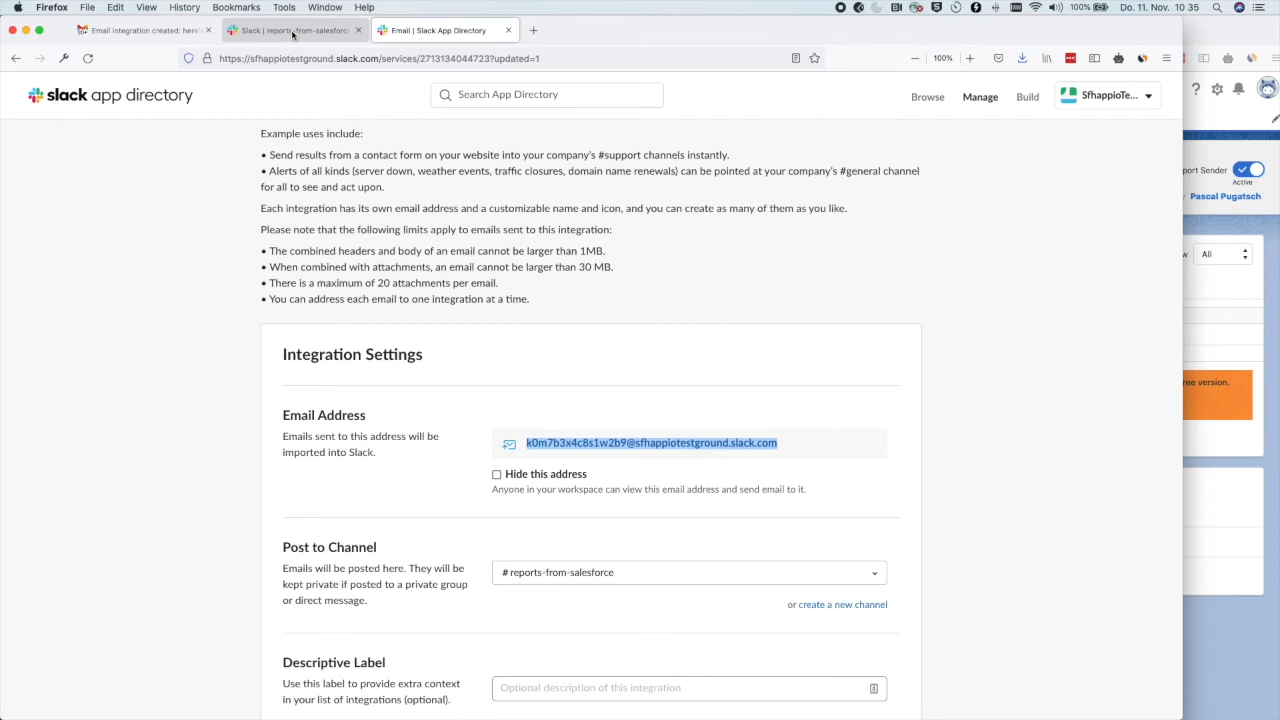 Firefox File Edit View History Bookmarks Tools Window Help 100% Do. 11. Nov. 10 35
Email integration created: here
Slack | reports-from-salesforce
Email | Slack App Directory
https://sfhappiotestground.slack.com/services/2713134044723?updated=1
100%
slack app directory
Search App Directory
Browse Manage Build SfhappioTe...
Example uses include:
• Send results from a contact form on your website into your company's #support channels instantly.
• Alerts of all kinds (server down, weather events, traffic closures, domain name renewals) can be pointed at your company's #general channel
for all to see and act upon.
Each integration has its own email address and a customizable name and icon, and you can create as many of them as you like.
Please note that the following limits apply to emails sent to this integration:
• The combined headers and body of an email cannot be larger than 1MB.
• When combined with attachments, an email cannot be larger than 30 MB.
• There is a maximum of 20 attachments per email.
• You can address each email to one integration at a time.
Integration Settings
Email Address
Emails sent to this address will be
imported into Slack.
k0m7b3x4c8s1w2b9@sfhappiotestground.slack.com
Hide this address
Anyone in your workspace can view this email address and send email to it.
Post to Channel
Emails will be posted here. They will be
kept private if posted to a private group
or direct message.
# reports-from-salesforce
or create a new channel
Descriptive Label
Use this label to provide extra context
in your list of integrations (optional).
Optional description of this integration
port Sender
Active
Pascal Pugatsch
w All
ree version.